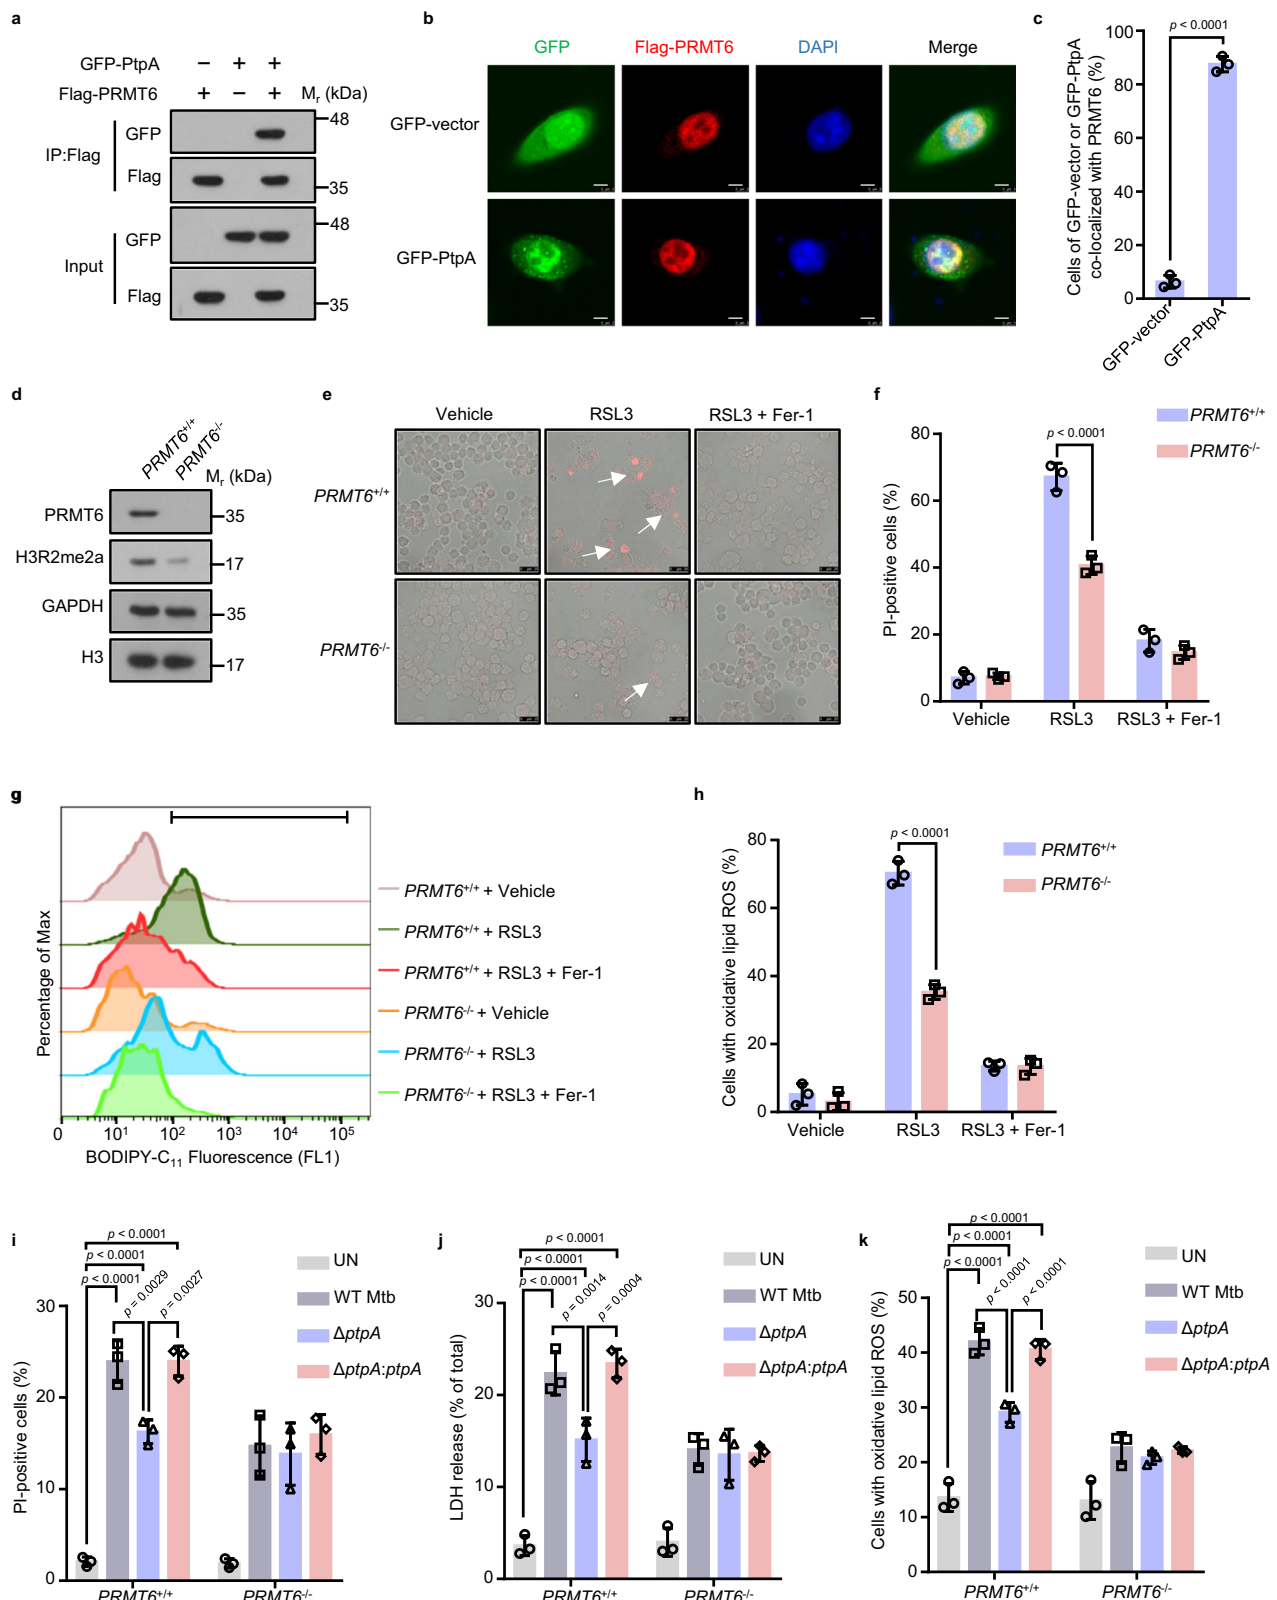 a
GFP-PtpA − + +
Flag-PRMT6 + − + Mr (kDa)
IP:Flag
GFP
48
Flag
35
Input
GFP
48
Flag
35
b
GFP Flag-PRMT6 DAPI Merge
GFP-vector
GFP-PtpA
c
Cells of GFP-vector or GFP-PtpA
co-localized with PRMT6 (%)
p < 0.0001
100
80
60
40
20
0
GFP-vector
GFP-PtpA
d
PRMT6+/+
PRMT6-/-
Mr (kDa)
PRMT6
35
H3R2me2a
17
GAPDH
35
H3
17
e
Vehicle RSL3 RSL3 + Fer-1
PRMT6+/+
PRMT6-/-
f
PRMT6+/+
PRMT6-/-
p < 0.0001
PI-positive cells (%)
80
60
40
20
0
Vehicle RSL3 RSL3 + Fer-1
g
Percentage of Max
PRMT6+/+ + Vehicle
PRMT6+/+ + RSL3
PRMT6+/+ + RSL3 + Fer-1
PRMT6-/- + Vehicle
PRMT6-/- + RSL3
PRMT6-/- + RSL3 + Fer-1
0 10¹ 10² 10³ 10⁴ 10⁵
BODIPY-C₁₁ Fluorescence (FL1)
h
p < 0.0001
PRMT6+/+
PRMT6-/-
Cells with oxidative lipid ROS (%)
80
60
40
20
0
Vehicle RSL3 RSL3 + Fer-1
i
p < 0.0001
p < 0.0001
p < 0.0001
p = 0.0029
p = 0.0027
UN
WT Mtb
ΔptpA
ΔptpA:ptpA
PI-positive cells (%)
30
20
10
0
PRMT6+/+ PRMT6-/-
j
p < 0.0001
p < 0.0001
p < 0.0001
p = 0.0014
p = 0.0004
UN
WT Mtb
ΔptpA
ΔptpA:ptpA
LDH release (% of total)
30
20
10
0
PRMT6+/+ PRMT6-/-
k
p < 0.0001
p < 0.0001
p < 0.0001
p < 0.0001
p < 0.0001
UN
WT Mtb
ΔptpA
ΔptpA:ptpA
Cells with oxidative lipid ROS (%)
50
40
30
20
10
0
PRMT6+/+ PRMT6-/-